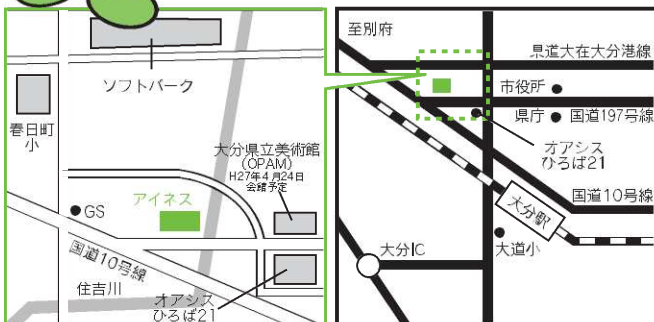 ソフトパーク
春日町
小
大分県立美術館
(OPAM)
H27年4月24日
会館予定
アイネス
GS
国道10号線
住吉川
オアシス
ひろば21
至別府
県道大在大分港線
市役所
県庁
国道197号線
オアシス
ひろば21
国道10号線
大分駅
大分IC
大道小